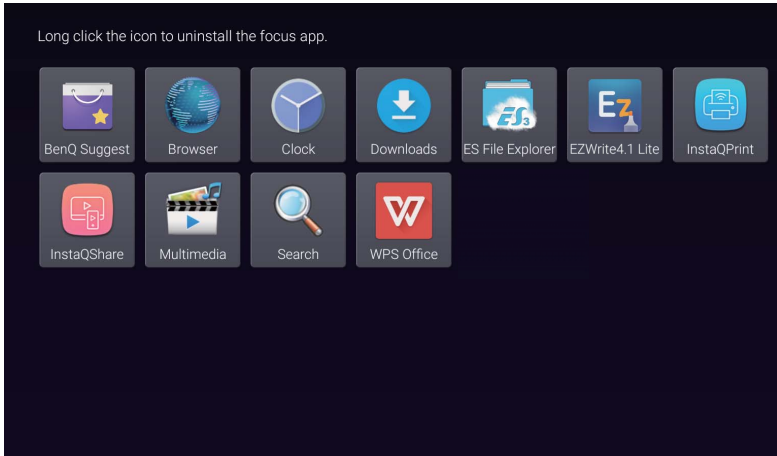 Long click the icon to uninstall the focus app.
BenQ Suggest Browser Clock Downloads ES File Explorer EZWrite4.1 Lite InstaQPrint
InstaQShare Multimedia Search WPS Office